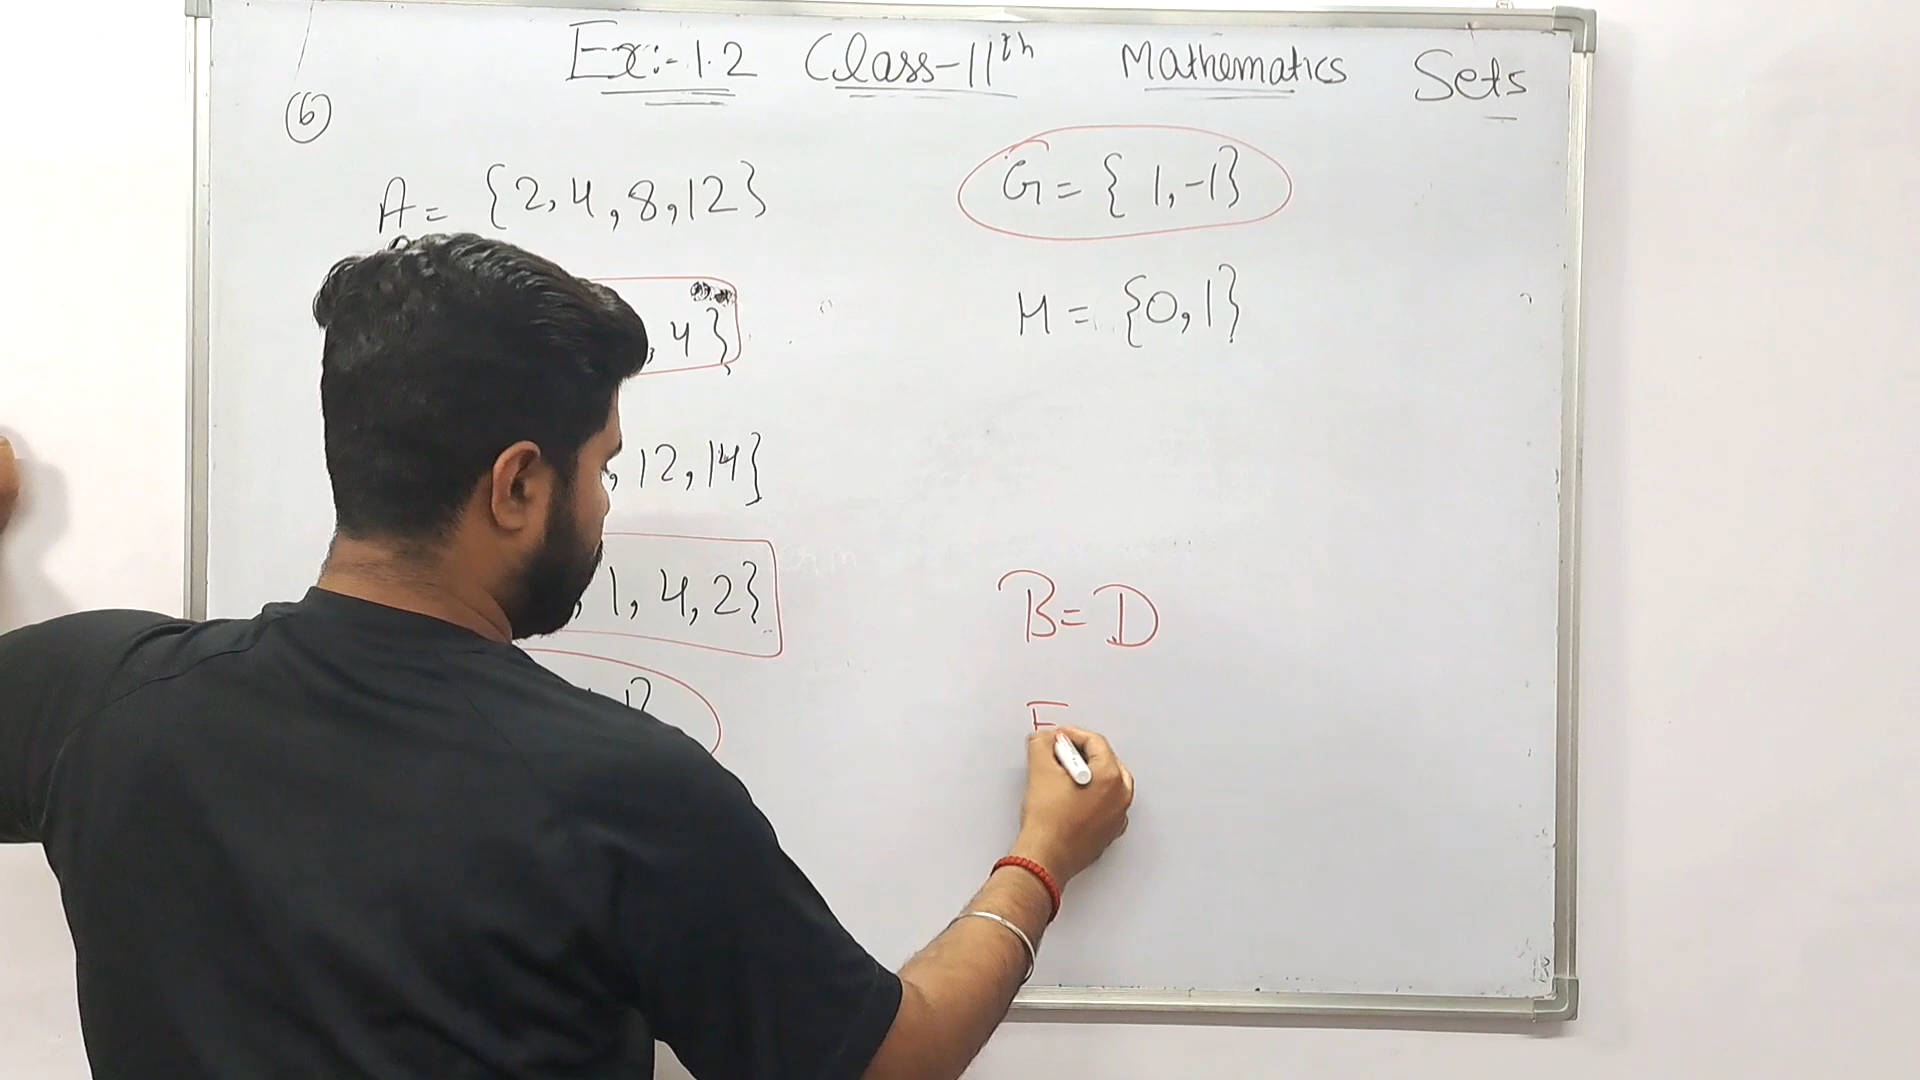 Ex:-1.2 Class-11th Mathematics Sets
6
A = {2,4,8,12}
, 4}
, 12, 14}
, 1, 4, 2}
G = {1,-1}
H = {0,1}
B = D
E